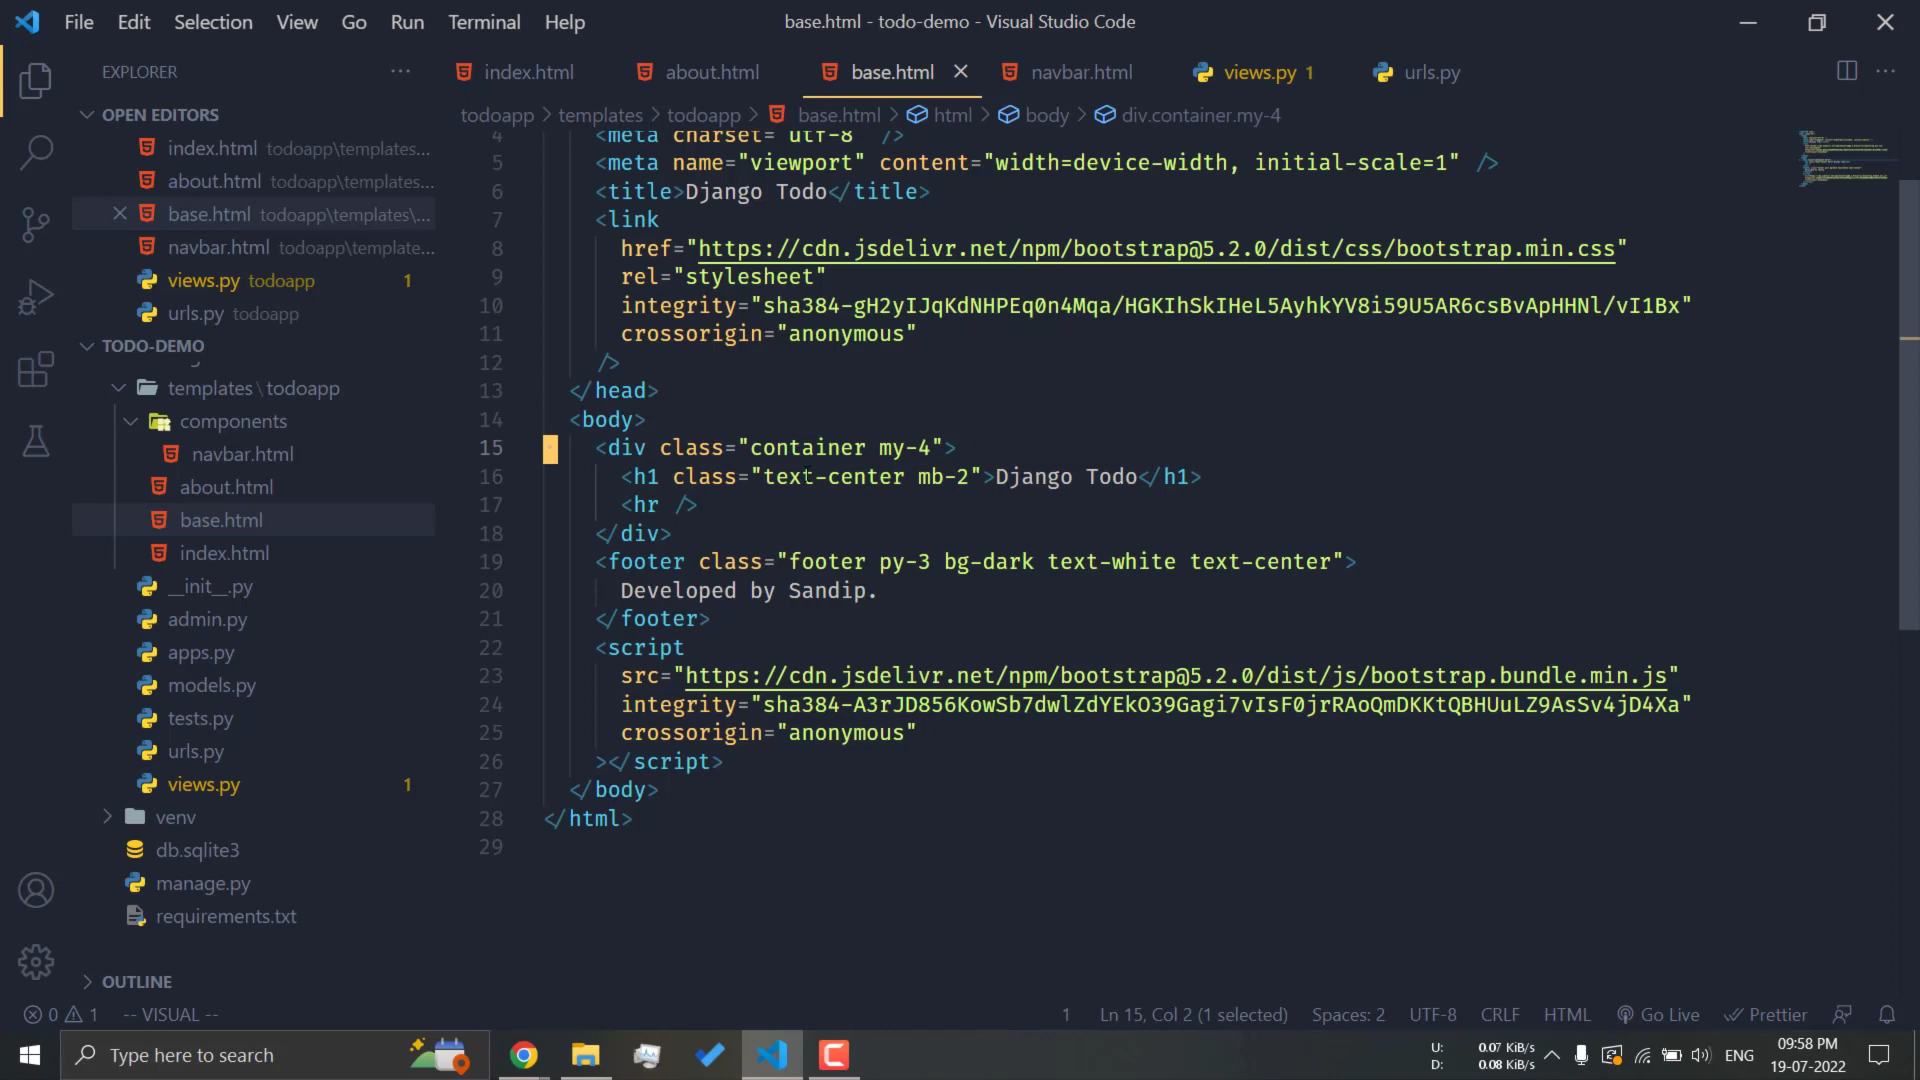 File Edit Selection View Go Run Terminal Help
base.html - todo-demo - Visual Studio Code
EXPLORER
index.html
about.html
base.html
navbar.html
views.py 1
urls.py
OPEN EDITORS
index.html todoapp\templates...
about.html todoapp\templates...
base.html todoapp\templates\...
navbar.html todoapp\template...
views.py todoapp 1
urls.py todoapp
TODO-DEMO
templates \ todoapp
components
navbar.html
about.html
base.html
index.html
__init__.py
admin.py
apps.py
models.py
tests.py
urls.py
views.py 1
venv
db.sqlite3
manage.py
requirements.txt
OUTLINE
todoapp > templates > todoapp > base.html > html > body > div.container.my-4
4 <meta charset="utf-8" />
5 <meta name="viewport" content="width=device-width, initial-scale=1" />
6 <title>Django Todo</title>
7 <link
8 href="https://cdn.jsdelivr.net/npm/bootstrap@5.2.0/dist/css/bootstrap.min.css"
9 rel="stylesheet"
10 integrity="sha384-gH2yIJqKdNHPEq0n4Mqa/HGKIhSkIHeL5AyhkYV8i59U5AR6csBvApHHNl/vI1Bx"
11 crossorigin="anonymous"
12 />
13 </head>
14 <body>
15 <div class="container my-4">
16 <h1 class="text-center mb-2">Django Todo</h1>
17 <hr />
18 </div>
19 <footer class="footer py-3 bg-dark text-white text-center">
20 Developed by Sandip.
21 </footer>
22 <script
23 src="https://cdn.jsdelivr.net/npm/bootstrap@5.2.0/dist/js/bootstrap.bundle.min.js"
24 integrity="sha384-A3rJD856KowSb7dwlZdYEkO39Gagi7vIsF0jrRAoQmDKKtQBHUuLZ9AsSv4jD4Xa"
25 crossorigin="anonymous"
26 ></script>
27 </body>
28 </html>
29
0 1 -- VISUAL --
1 Ln 15, Col 2 (1 selected) Spaces: 2 UTF-8 CRLF HTML Go Live Prettier
Type here to search
U: 0.07 KiB/s
D: 0.08 KiB/s
ENG
09:58 PM
19-07-2022